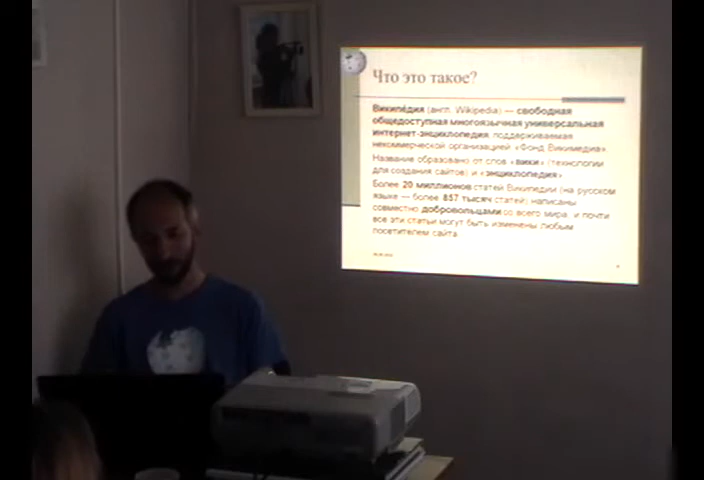 Что это такое?
Википе́дия (англ. Wikipedia) — свободная
общедоступная многоязычная универсальная
интернет-энциклопедия, поддерживаемая
некоммерческой организацией «Фонд Викимедиа».
Название образовано от слов «вики» (технологии
для создания сайтов) и «энциклопедия».
Более 20 миллионов статей Википедии (на русском
языке — более 857 тысяч статей) написаны
совместно добровольцами со всего мира, и почти
все эти статьи могут быть изменены любым
посетителем сайта.